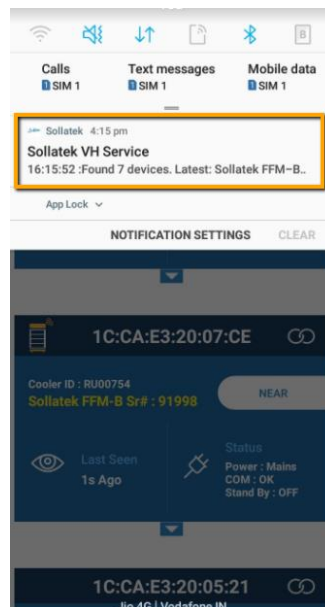 B
Calls
Text messages
Mobile data
1 SIM 1
1 SIM 1
1 SIM 1
Sollatek 4:15 pm
Sollatek VH Service
16:15:52 :Found 7 devices. Latest: Sollatek FFM-B..
App Lock
NOTIFICATION SETTINGS
CLEAR
1C:CA:E3:20:07:CE
Cooler ID : RU00754
Sollatek FFM-B Sr# : 91998
NEAR
Last Seen
1s Ago
Status
Power : Mains
COM : OK
Stand By : OFF
1C:CA:E3:20:05:21
Jio 4G | Vodafone IN